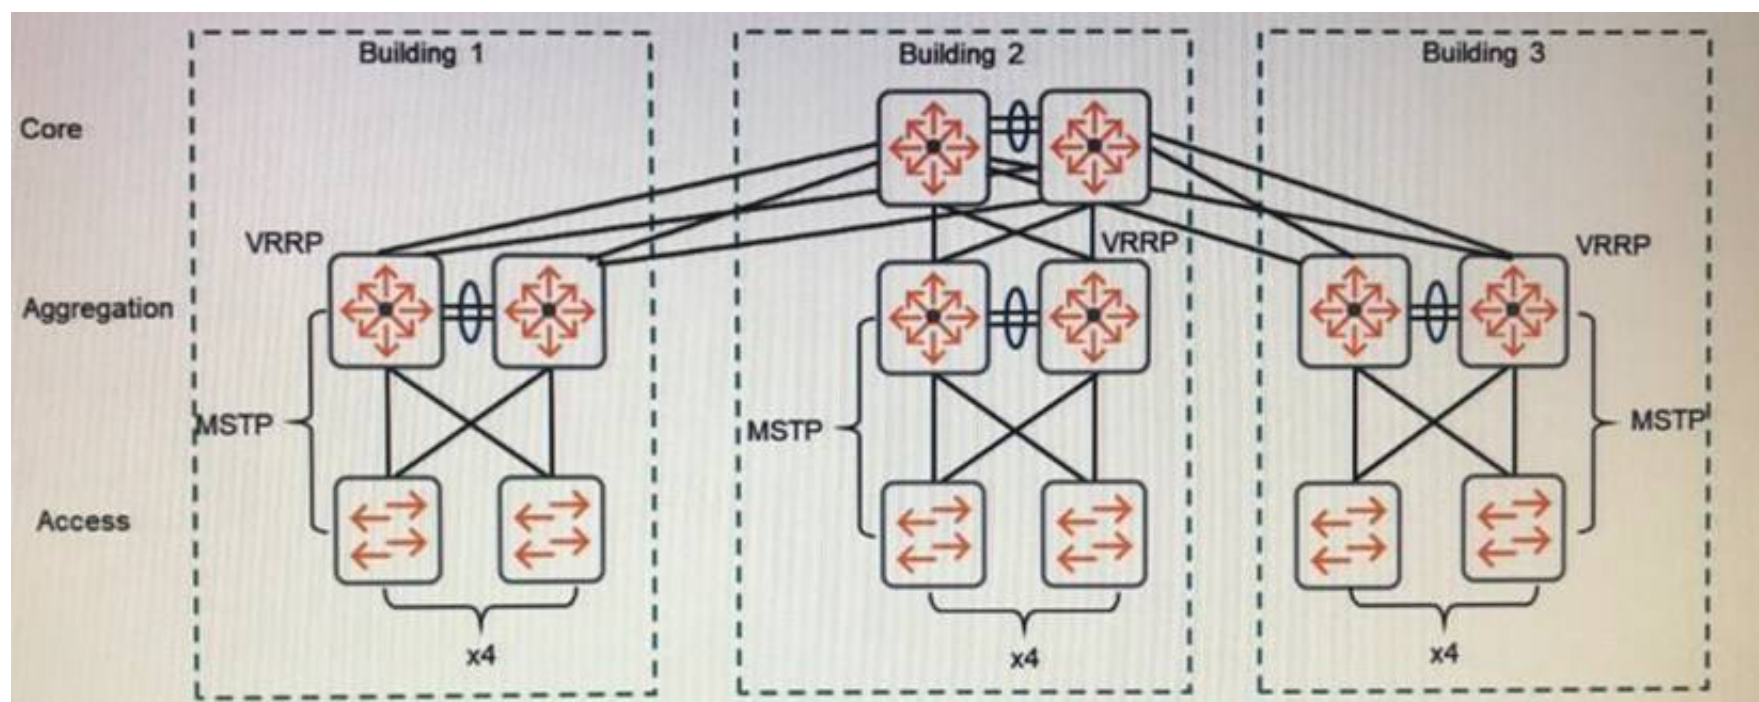 Building 1
Building 2
Building 3
Core
VRRP
VRRP
VRRP
Aggregation
MSTP
MSTP
MSTP
Access
x4
x4
x4